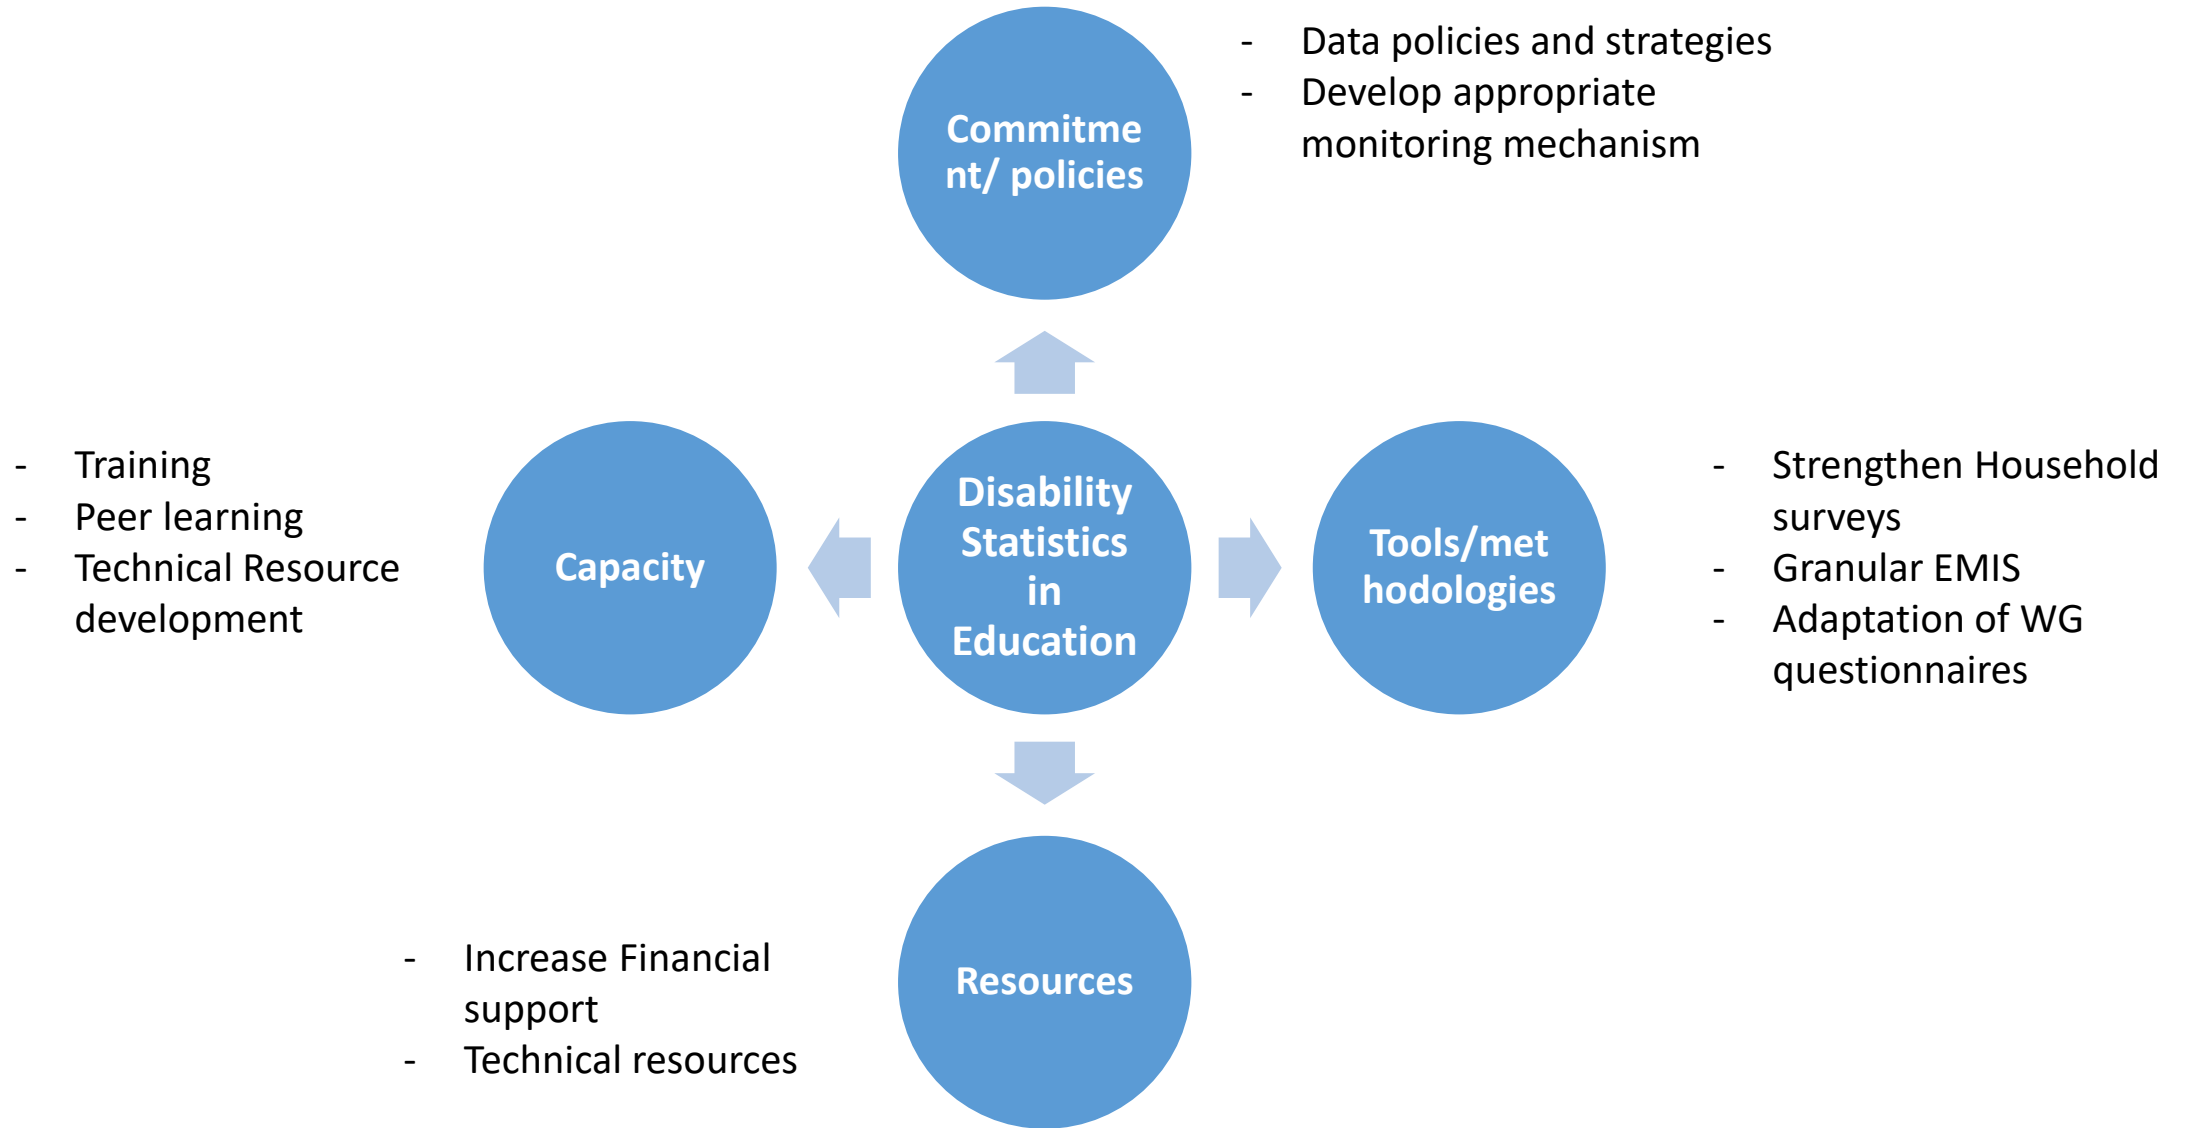 Commitme
nt/ policies
- Data policies and strategies
- Develop appropriate
monitoring mechanism
- Training
- Peer learning
- Technical Resource
development
Capacity
Disability
Statistics
in
Education
Tools/met
hodologies
- Strengthen Household
surveys
- Granular EMIS
- Adaptation of WG
questionnaires
- Increase Financial
support
- Technical resources
Resources